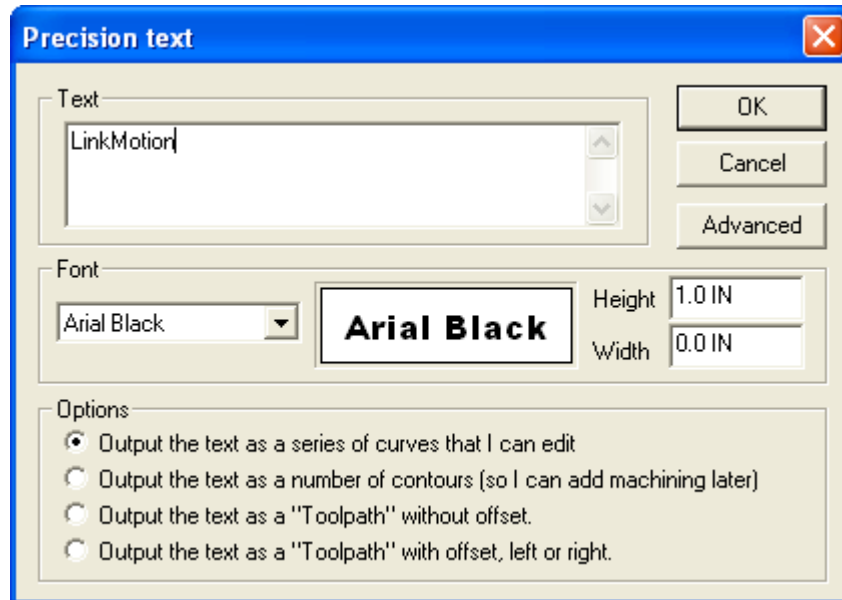 Precision text
Text
LinkMotion
OK
Cancel
Advanced
Font
Arial Black
Arial Black
Height 1.0 IN
Width 0.0 IN
Options
Output the text as a series of curves that I can edit
Output the text as a number of contours (so I can add machining later)
Output the text as a "Toolpath" without offset.
Output the text as a "Toolpath" with offset, left or right.